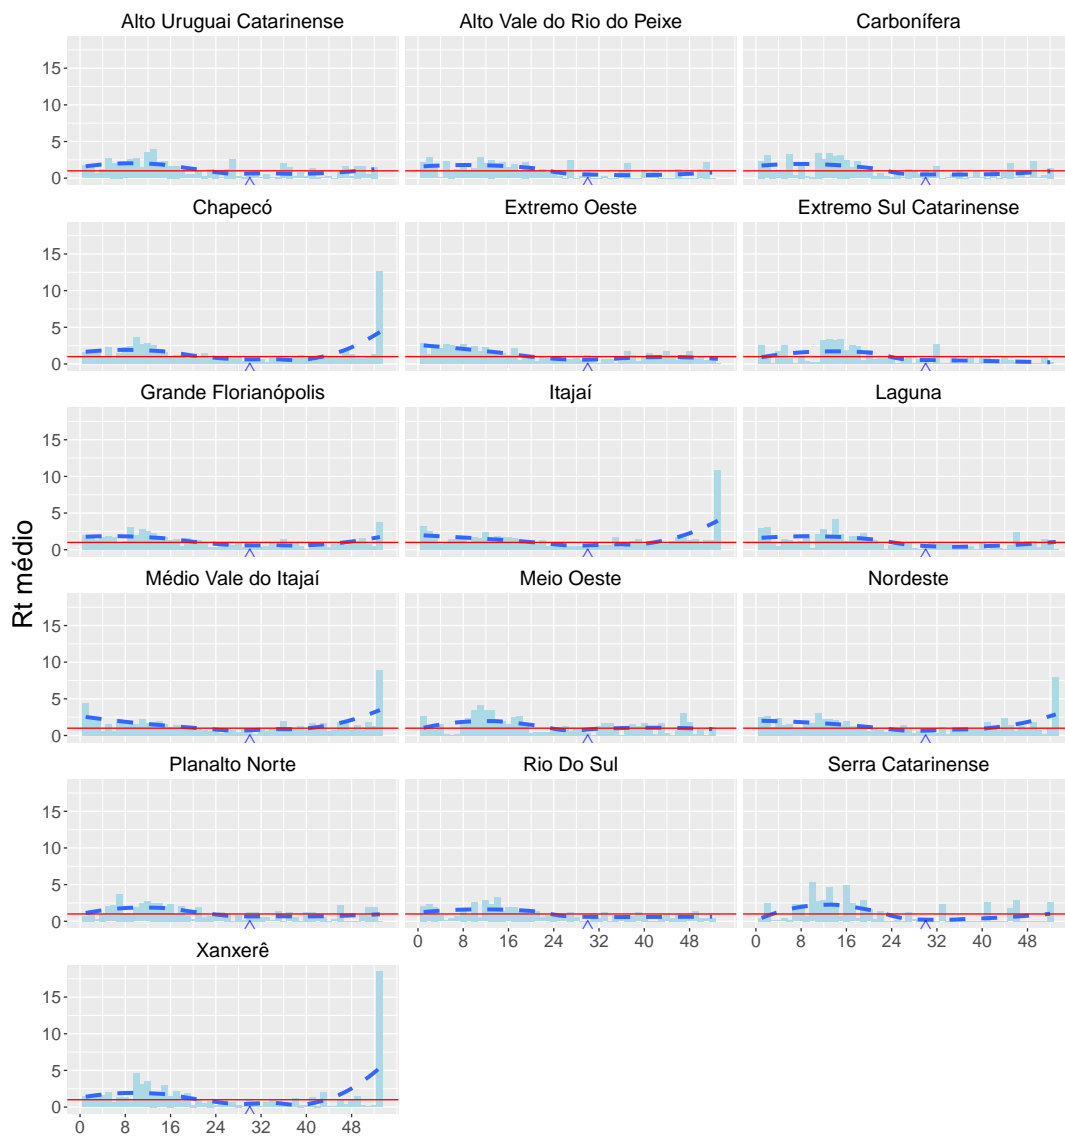 Alto Uruguai Catarinense Alto Vale do Rio do Peixe Carbonífera
15
10
5
0
Chapecó Extremo Oeste Extremo Sul Catarinense
15
10
5
0
Grande Florianópolis Itajaí Laguna
15
10
5
0
Rt médio
Médio Vale do Itajaí Meio Oeste Nordeste
15
10
5
0
Planalto Norte Rio Do Sul Serra Catarinense
15
10
5
0
0 8 16 24 32 40 48 0 8 16 24 32 40 48
Xanxerê
15
10
5
0
0 8 16 24 32 40 48